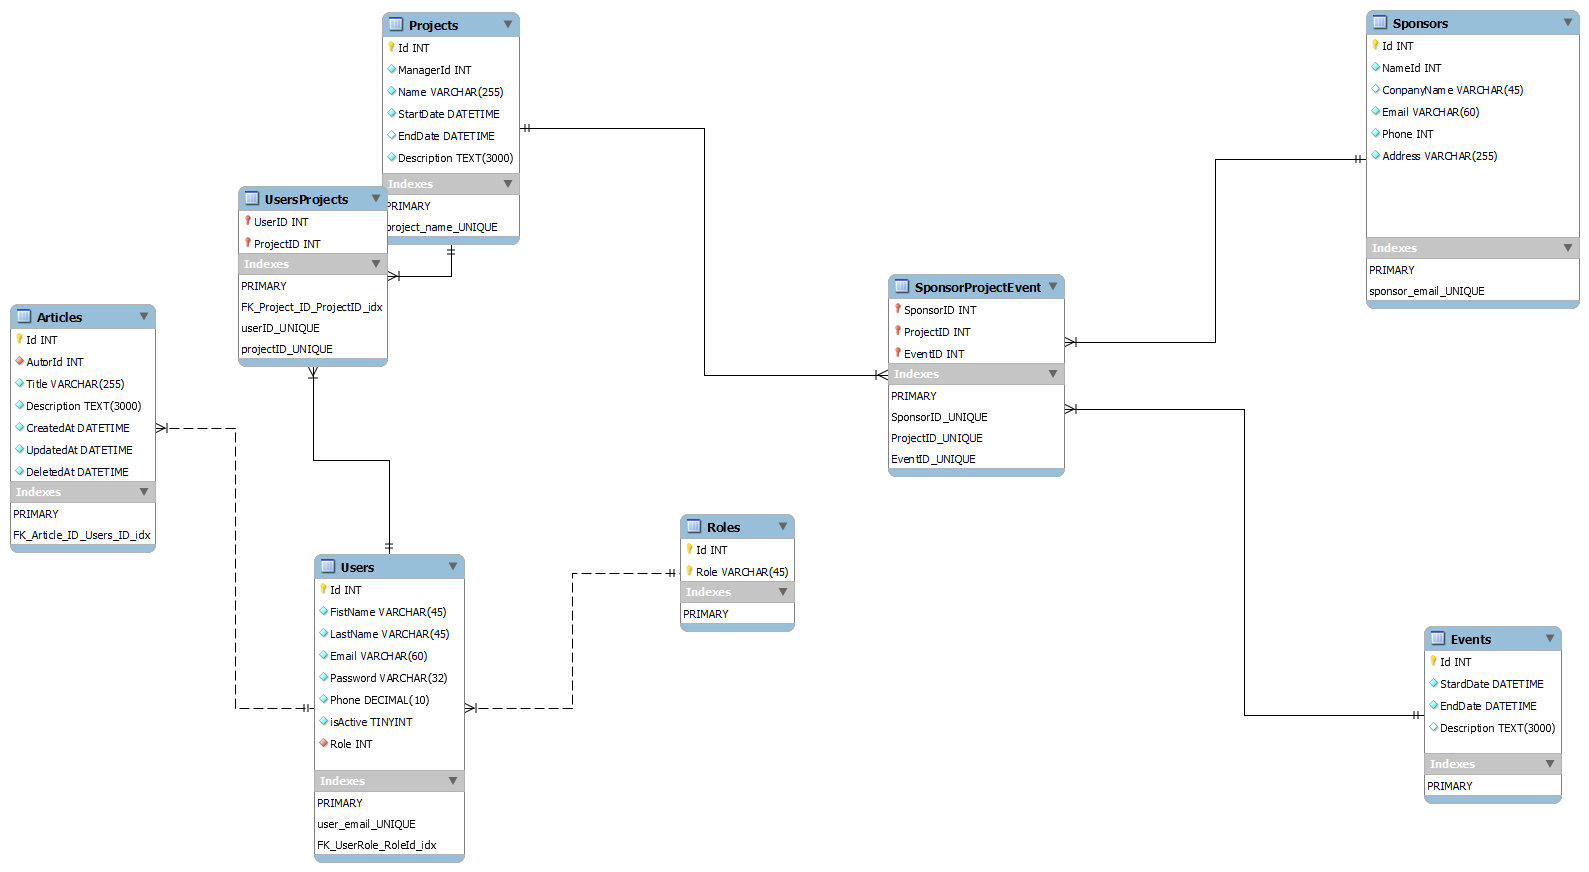 Projects
Id INT
ManagerId INT
Name VARCHAR(255)
StartDate DATETIME
EndDate DATETIME
Description TEXT(3000)
Indexes
PRIMARY
project_name_UNIQUE
Sponsors
Id INT
NameId INT
ConpanyName VARCHAR(45)
Email VARCHAR(60)
Phone INT
Address VARCHAR(255)
Indexes
PRIMARY
sponsor_email_UNIQUE
UsersProjects
UserID INT
ProjectID INT
Indexes
PRIMARY
FK_Project_ID_ProjectID_idx
userID_UNIQUE
projectID_UNIQUE
SponsorProjectEvent
SponsorID INT
ProjectID INT
EventID INT
Indexes
PRIMARY
SponsorID_UNIQUE
ProjectID_UNIQUE
EventID_UNIQUE
Articles
Id INT
AutorId INT
Title VARCHAR(255)
Description TEXT(3000)
CreatedAt DATETIME
UpdatedAt DATETIME
DeletedAt DATETIME
Indexes
PRIMARY
FK_Article_ID_Users_ID_idx
Roles
Id INT
Role VARCHAR(45)
Indexes
PRIMARY
Users
Id INT
FistName VARCHAR(45)
LastName VARCHAR(45)
Email VARCHAR(60)
Password VARCHAR(32)
Phone DECIMAL(10)
isActive TINYINT
Role INT
Indexes
PRIMARY
user_email_UNIQUE
FK_UserRole_RoleId_idx
Events
Id INT
StardDate DATETIME
EndDate DATETIME
Description TEXT(3000)
Indexes
PRIMARY